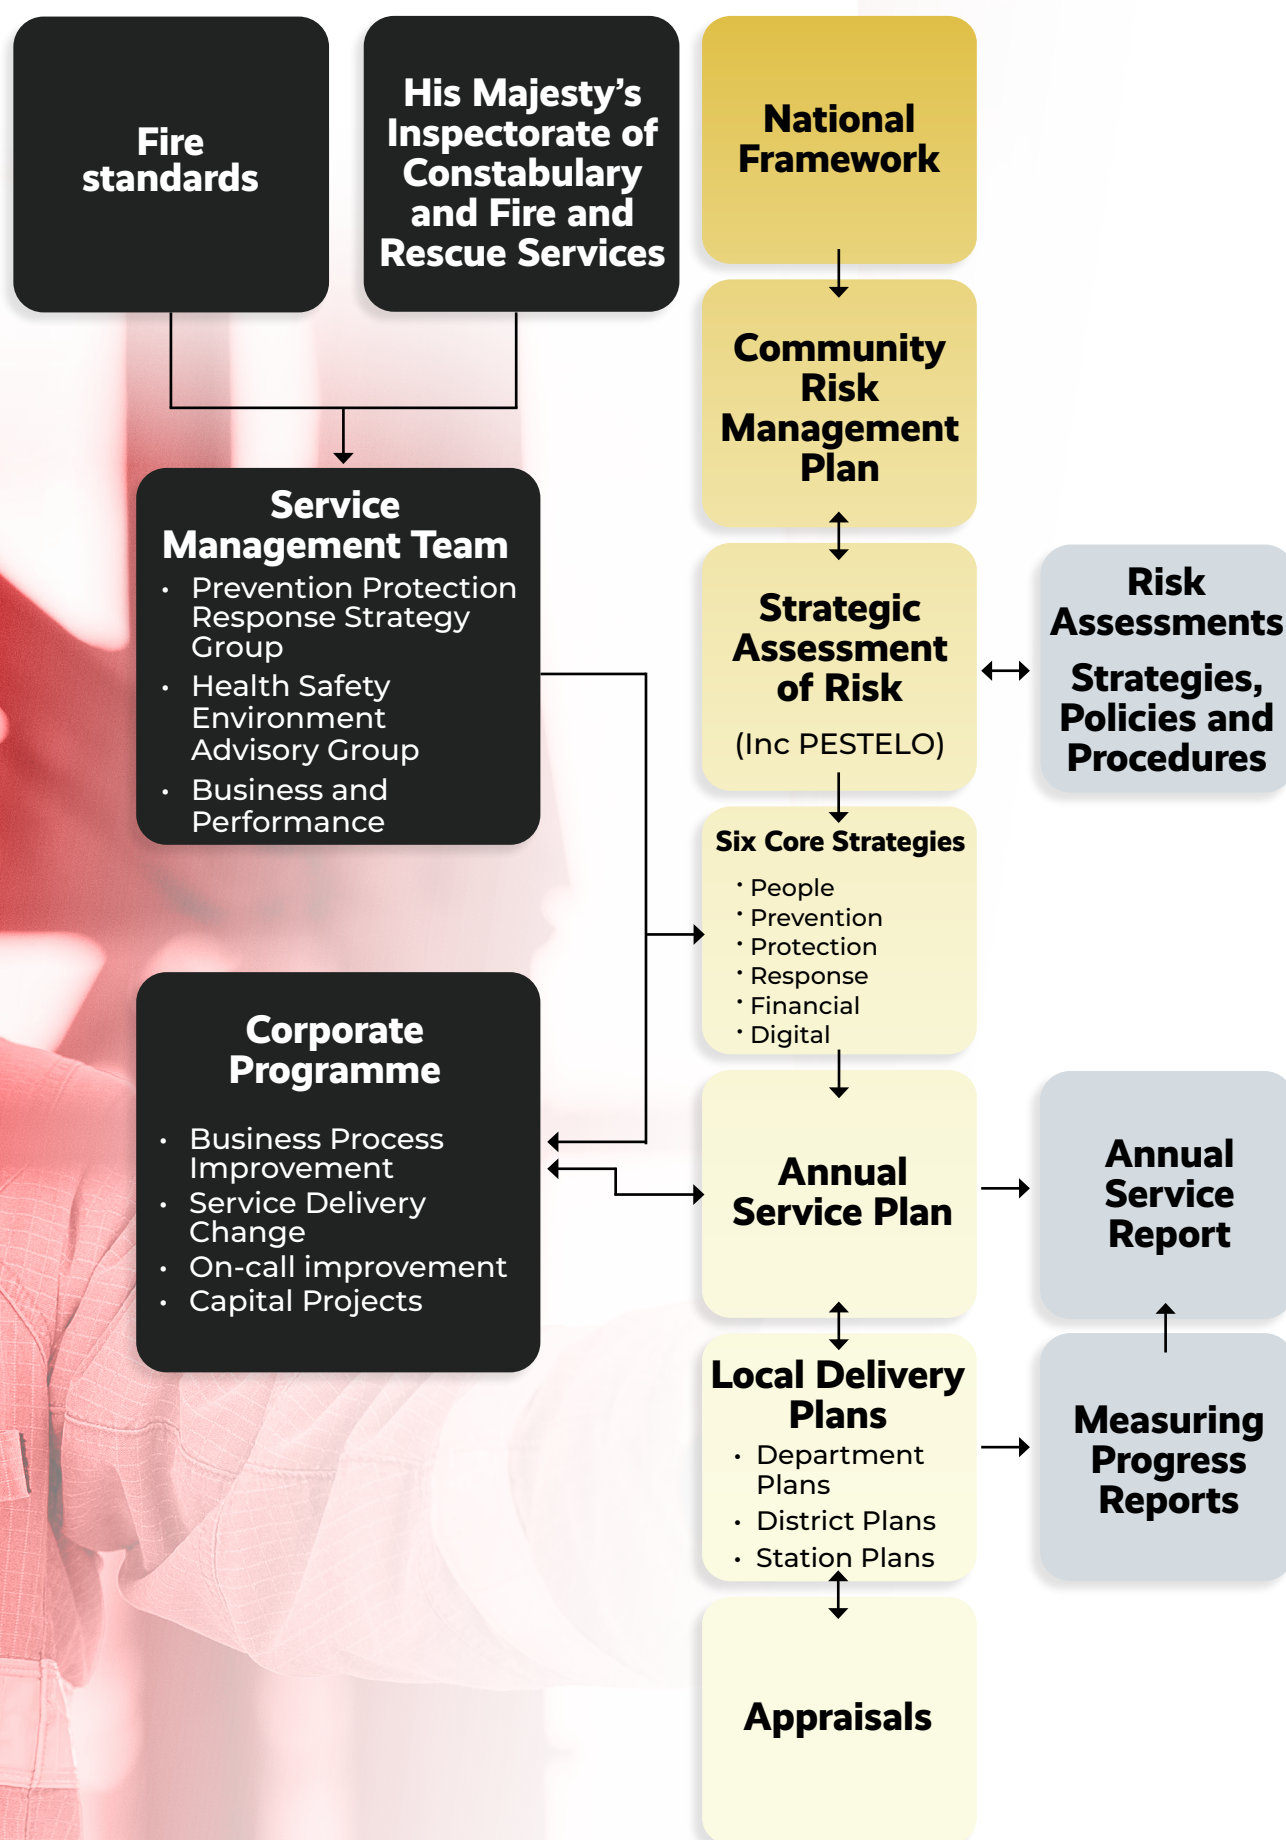 Fire
standards
His Majesty’s
Inspectorate of
Constabulary
and Fire and
Rescue Services
National
Framework
Community
Risk
Management
Plan
Service
Management Team
• Prevention Protection
Response Strategy
Group
• Health Safety
Environment
Advisory Group
• Business and
Performance
Strategic
Assessment
of Risk
(Inc PESTELO)
Risk
Assessments
Strategies,
Policies and
Procedures
Six Core Strategies
• People
• Prevention
• Protection
• Response
• Financial
• Digital
Corporate
Programme
• Business Process
Improvement
• Service Delivery
Change
• On-call improvement
• Capital Projects
Annual
Service Plan
Annual
Service
Report
Local Delivery
Plans
• Department
Plans
• District Plans
• Station Plans
Measuring
Progress
Reports
Appraisals